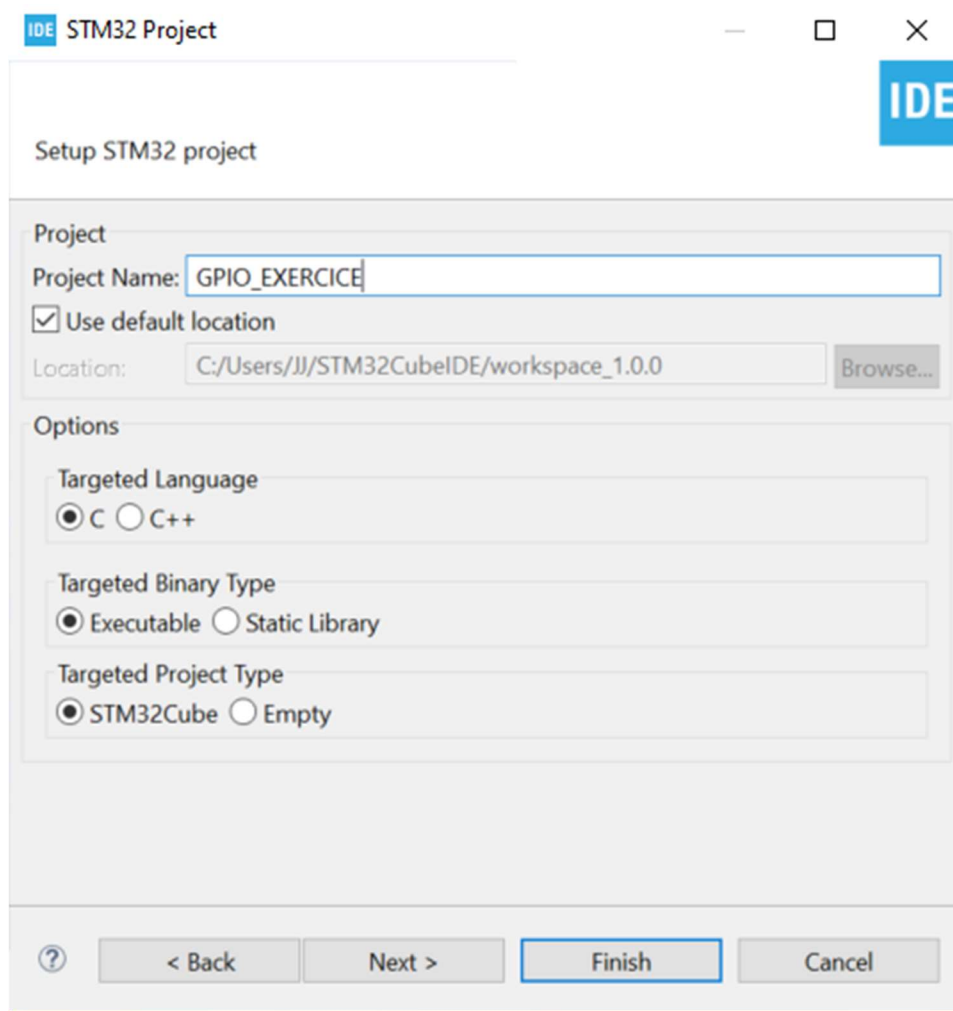 IDE STM32 Project
IDE
Setup STM32 project
Project
Project Name: GPIO_EXERCICE
Use default location
Location: C:/Users/JJ/STM32CubeIDE/workspace_1.0.0 Browse...
Options
Targeted Language
C C++
Targeted Binary Type
Executable Static Library
Targeted Project Type
STM32Cube Empty
? < Back Next > Finish Cancel